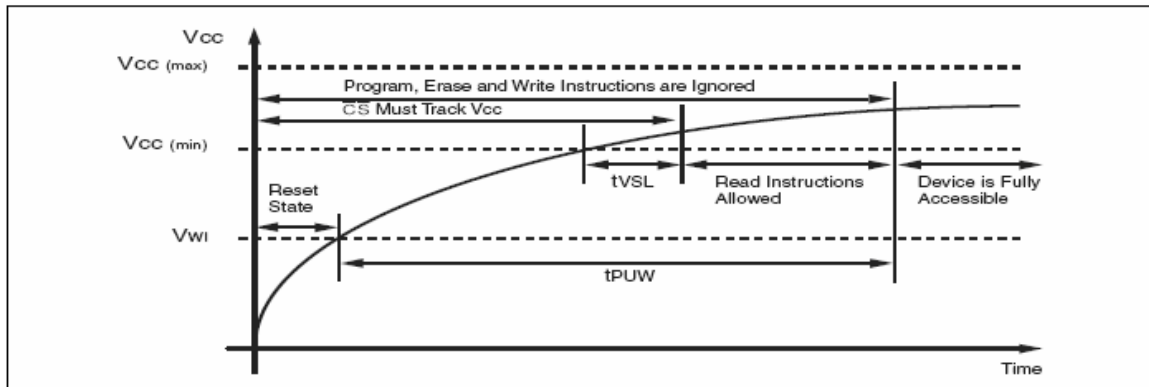 Vcc
Vcc (max)
Program, Erase and Write Instructions are Ignored
CS Must Track Vcc
Vcc (min)
tVSL
Read Instructions
Allowed
Device is Fully
Accessible
Reset
State
VWI
tPUW
Time